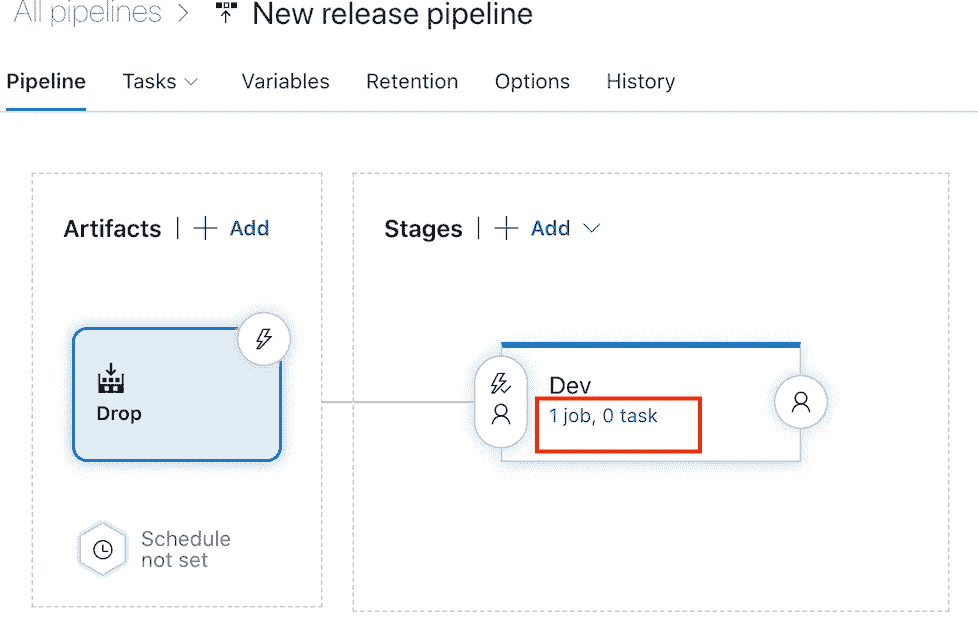 All pipelines > New release pipeline
Pipeline Tasks Variables Retention Options History
Artifacts | + Add
Stages | + Add
Drop
Dev
1 job, 0 task
Schedule
not set